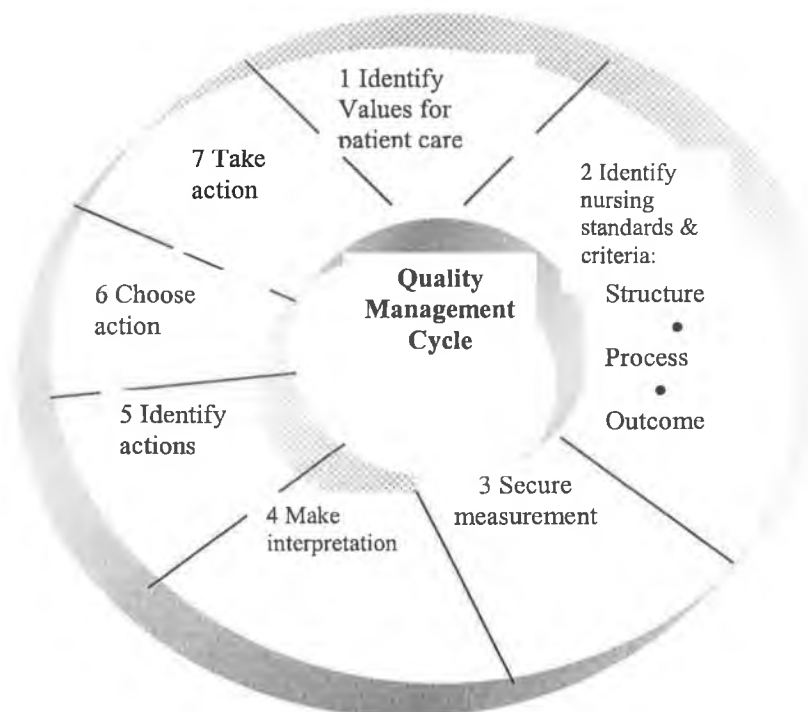 1 Identify
Values for
patient care
2 Identify
nursing
standards &
criteria:
Structure
•
Process
•
Outcome
3 Secure
measurement
4 Make
interpretation
5 Identify
actions
6 Choose
action
7 Take
action
Quality
Management
Cycle